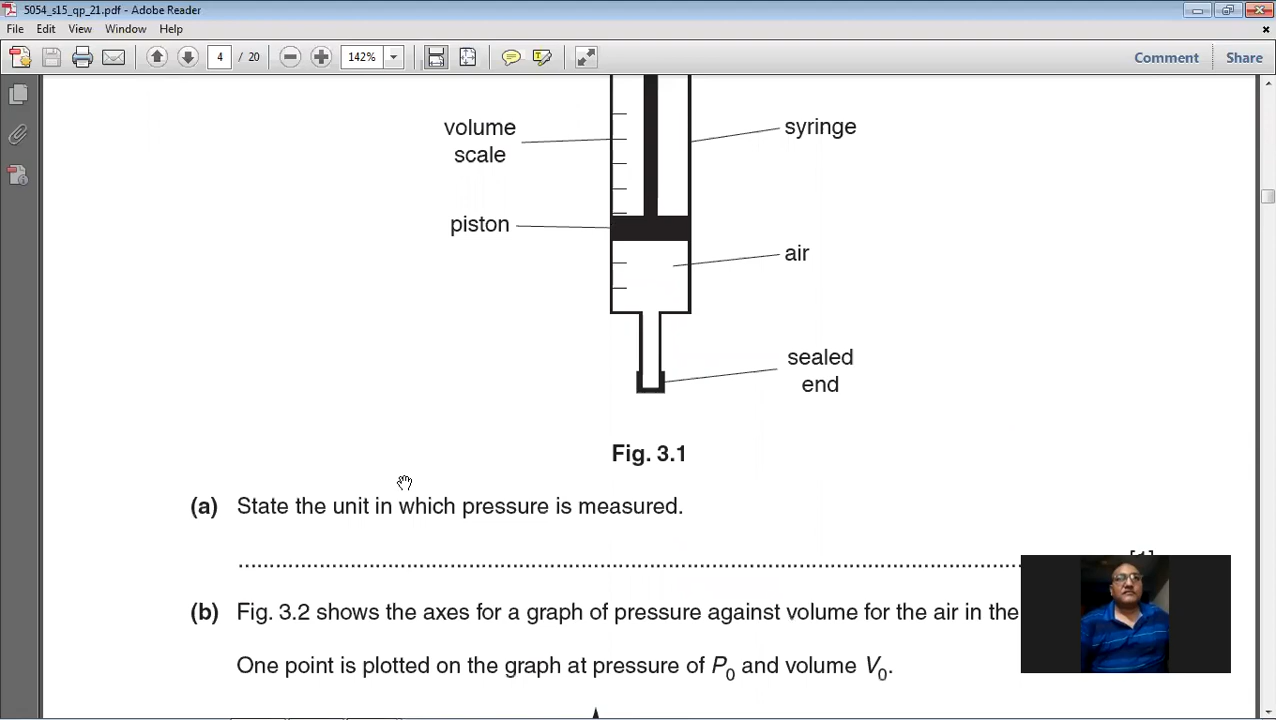 5054_s15_qp_21.pdf - Adobe Reader
File Edit View Window Help
4 / 20 142% Comment Share
volume
scale
syringe
piston
air
sealed
end
Fig. 3.1
(a) State the unit in which pressure is measured.
[1]
(b) Fig. 3.2 shows the axes for a graph of pressure against volume for the air in the
One point is plotted on the graph at pressure of P0 and volume V0.